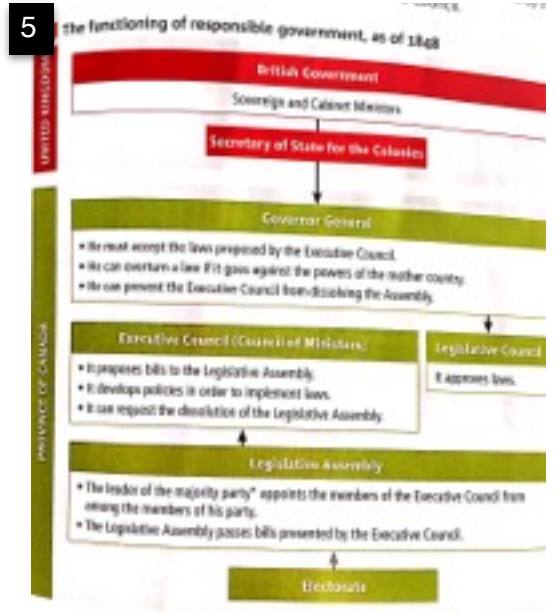 5
The functioning of responsible government, as of 1848
British Government
Sovereign and Cabinet Ministers
Secretary of State for the Colonies
UNITED KINGDOM
Governor General
• He must accept the laws proposed by the Executive Council.
• He can overturn a law if it goes against the powers of the mother country.
• He can prevent the Executive Council from dissolving the Assembly.
Executive Council (Council of Ministers)
• It proposes bills to the Legislative Assembly.
• It develops policies in order to implement laws.
• It can request the dissolution of the Legislative Assembly.
Legislative Council
It approves laws.
PROVINCE OF CANADA
Legislative Assembly
• The leader of the majority party* appoints the members of the Executive Council from
among the members of his party.
• The Legislative Assembly passes bills presented by the Executive Council.
Electorate